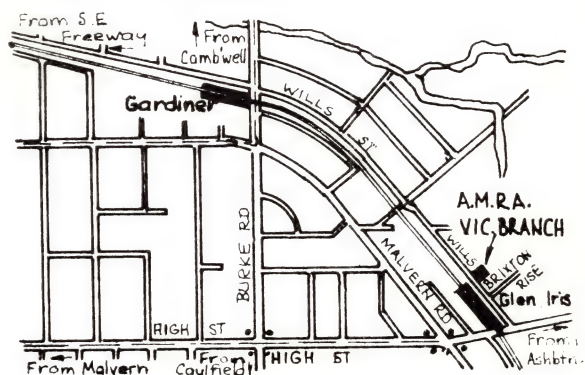 From S.E
Freeway
From
Camb'well
Gardiner
WILLS
ST
A.M.R.A.
VIC, BRANCH
WILLS
BRIXTON
RISE
Glen Iris
BURKE RD
MALVERN RD
HIGH ST
HIGH ST
From Malvern
From
Caulfield
From